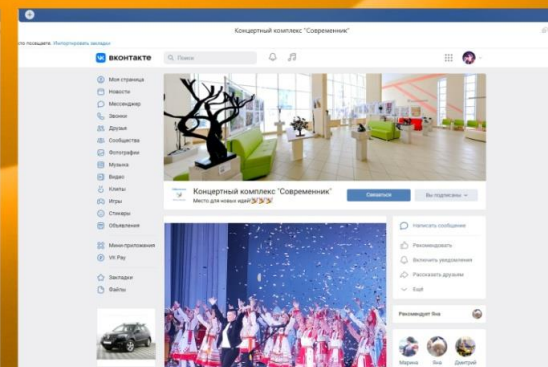 Концертный комплекс "Современник"
Импортировать закладки
вконтакте
Поиск
Моя страница
Новости
Мессенджер
Звонки
Друзья
Сообщества
Фотографии
Музыка
Видео
Клипы
Игры
Стикеры
Объявления
Мини-приложения
VK Pay
Закладки
Файлы
Концертный комплекс "Современник"
Место для новых идей!
Связаться
Вы подписаны
Написать сообщение
Рекомендовать
Включить уведомления
Рассказать друзьям
Ещё
Рекомендует Яна
Марина
Яна
Дмитрий